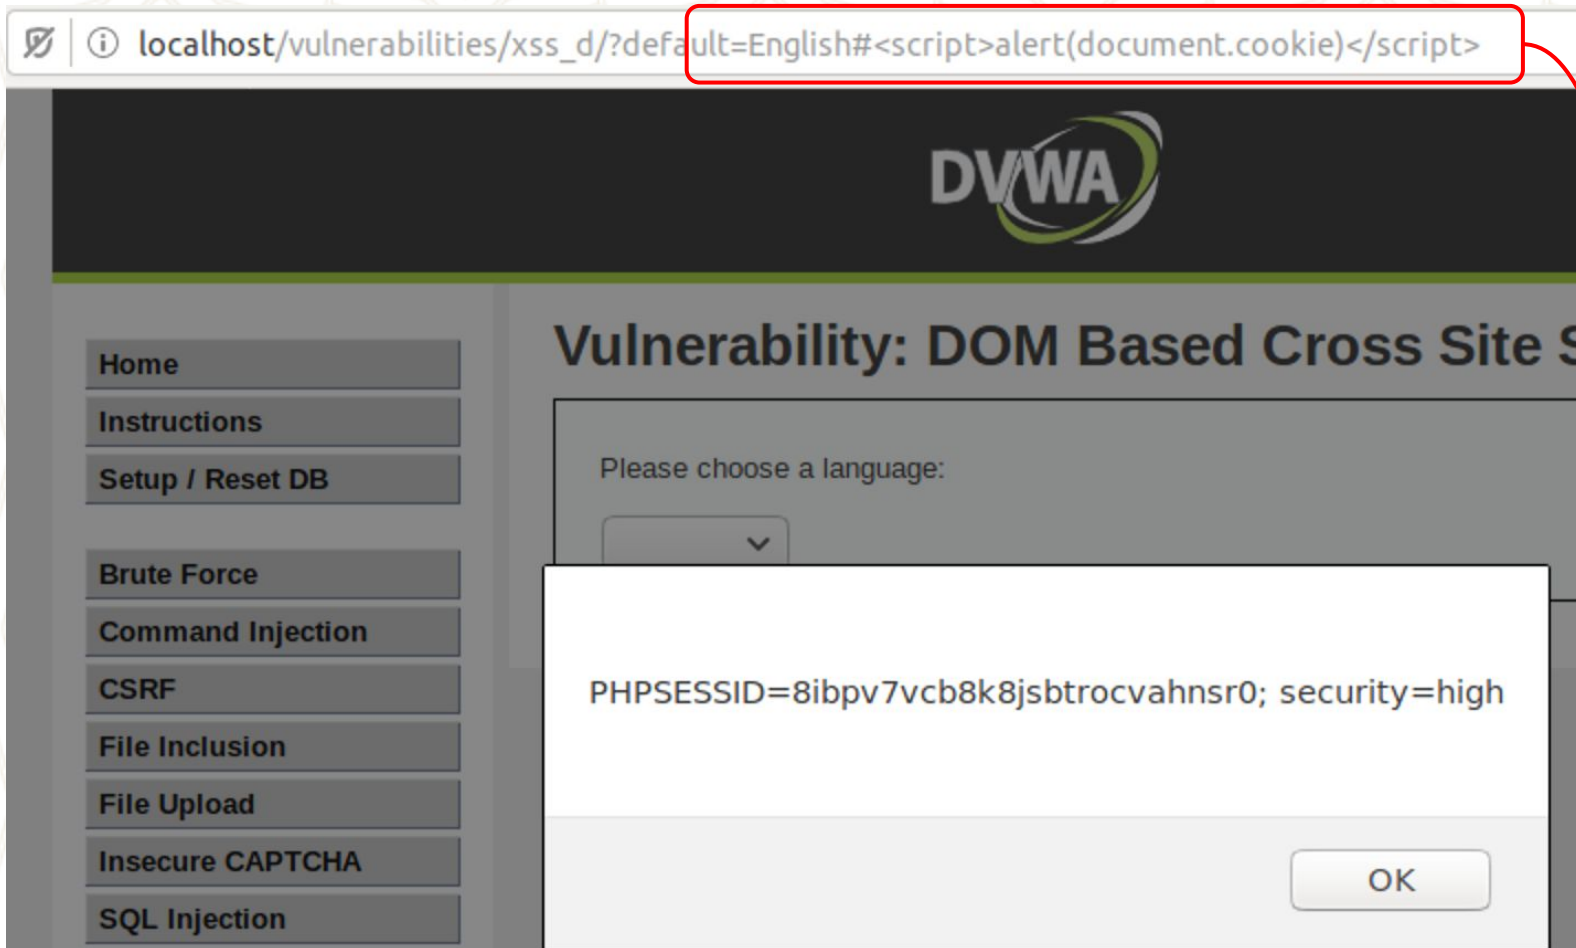 localhost/vulnerabilities/xss_d/?default=English#<script>alert(document.cookie)</script>
DVWA
Home
Instructions
Setup / Reset DB
Brute Force
Command Injection
CSRF
File Inclusion
File Upload
Insecure CAPTCHA
SQL Injection
Vulnerability: DOM Based Cross Site S
Please choose a language:
PHPSESSID=8ibpv7vcb8k8jsbtrocvahnsr0; security=high
OK